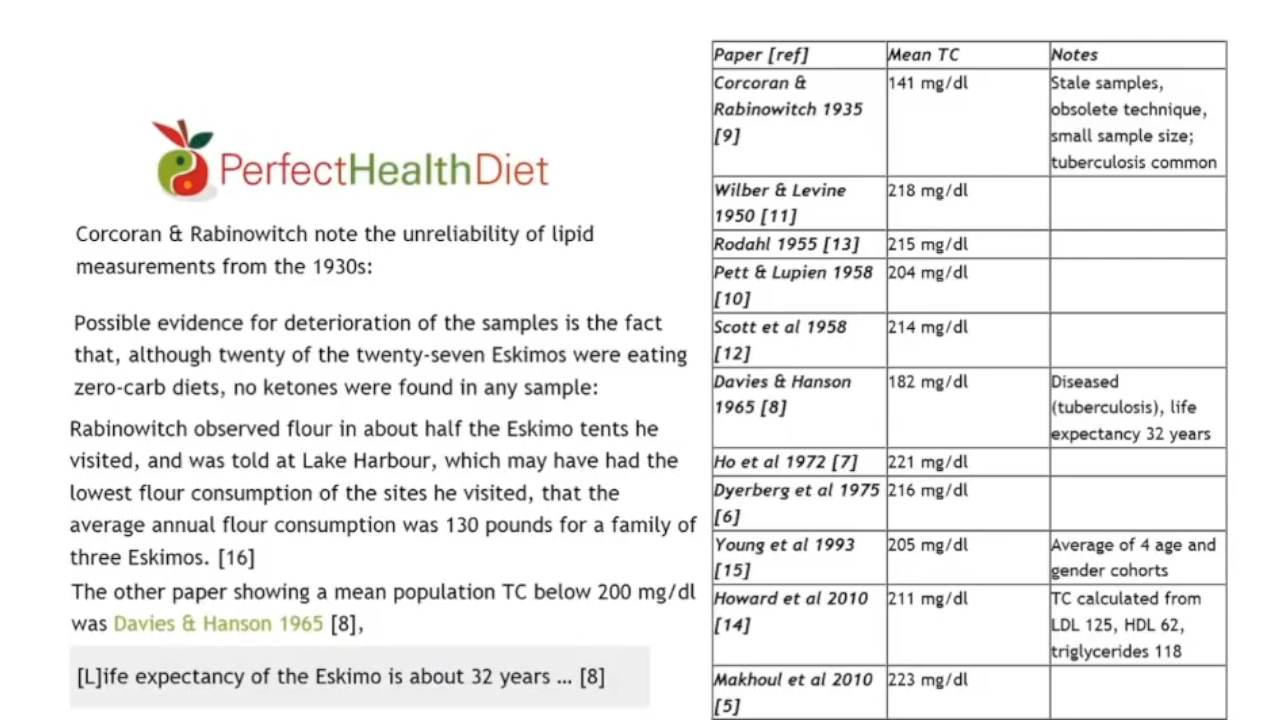 PerfectHealthDiet
Corcoran & Rabinowitch note the unreliability of lipid
measurements from the 1930s:
Possible evidence for deterioration of the samples is the fact
that, although twenty of the twenty-seven Eskimos were eating
zero-carb diets, no ketones were found in any sample:
Rabinowitch observed flour in about half the Eskimo tents he
visited, and was told at Lake Harbour, which may have had the
lowest flour consumption of the sites he visited, that the
average annual flour consumption was 130 pounds for a family of
three Eskimos. [16]
The other paper showing a mean population TC below 200 mg/dl
was Davies & Hanson 1965 [8],
[L]ife expectancy of the Eskimo is about 32 years … [8]
Paper [ref] Mean TC Notes
Corcoran & 141 mg/dl Stale samples,
Rabinowitch 1935 obsolete technique,
[9] small sample size;
tuberculosis common
Wilber & Levine 218 mg/dl
1950 [11]
Rodahl 1955 [13] 215 mg/dl
Pett & Lupien 1958 204 mg/dl
[10]
Scott et al 1958 214 mg/dl
[12]
Davies & Hanson 182 mg/dl Diseased
1965 [8] (tuberculosis), life
expectancy 32 years
Ho et al 1972 [7] 221 mg/dl
Dyerberg et al 1975 216 mg/dl
[6]
Young et al 1993 205 mg/dl Average of 4 age and
[15] gender cohorts
Howard et al 2010 211 mg/dl TC calculated from
[14] LDL 125, HDL 62,
triglycerides 118
Makhoul et al 2010 223 mg/dl
[5]